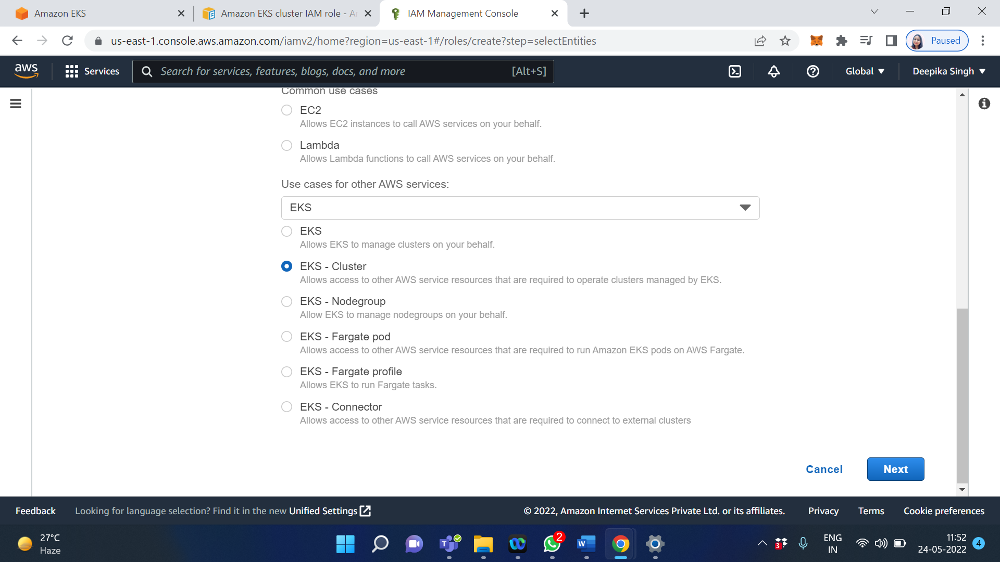 Amazon EKS
Amazon EKS cluster IAM role - A
IAM Management Console
us-east-1.console.aws.amazon.com/iamv2/home?region=us-east-1#/roles/create?step=selectEntities
Paused
aws
Services
Search for services, features, blogs, docs, and more
[Alt+S]
Global
Deepika Singh
Common use cases
EC2
Allows EC2 instances to call AWS services on your behalf.
Lambda
Allows Lambda functions to call AWS services on your behalf.
Use cases for other AWS services:
EKS
EKS
Allows EKS to manage clusters on your behalf.
EKS - Cluster
Allows access to other AWS service resources that are required to operate clusters managed by EKS.
EKS - Nodegroup
Allow EKS to manage nodegroups on your behalf.
EKS - Fargate pod
Allows access to other AWS service resources that are required to run Amazon EKS pods on AWS Fargate.
EKS - Fargate profile
Allows EKS to run Fargate tasks.
EKS - Connector
Allows access to other AWS service resources that are required to connect to external clusters
Cancel
Next
Feedback
Looking for language selection? Find it in the new Unified Settings
© 2022, Amazon Internet Services Private Ltd. or its affiliates.
Privacy
Terms
Cookie preferences
27°C
Haze
T
2
W
3
ENG
IN
11:52
24-05-2022
4